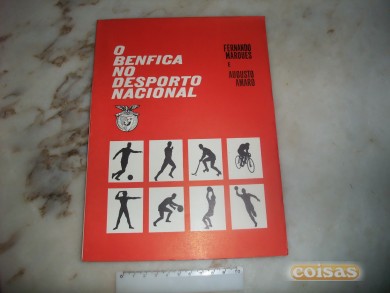 O
BENFICA
NO
DESPORTO
NACIONAL
FERNANDO
MARQUES
e
AUGUSTO
AMARO
coisas